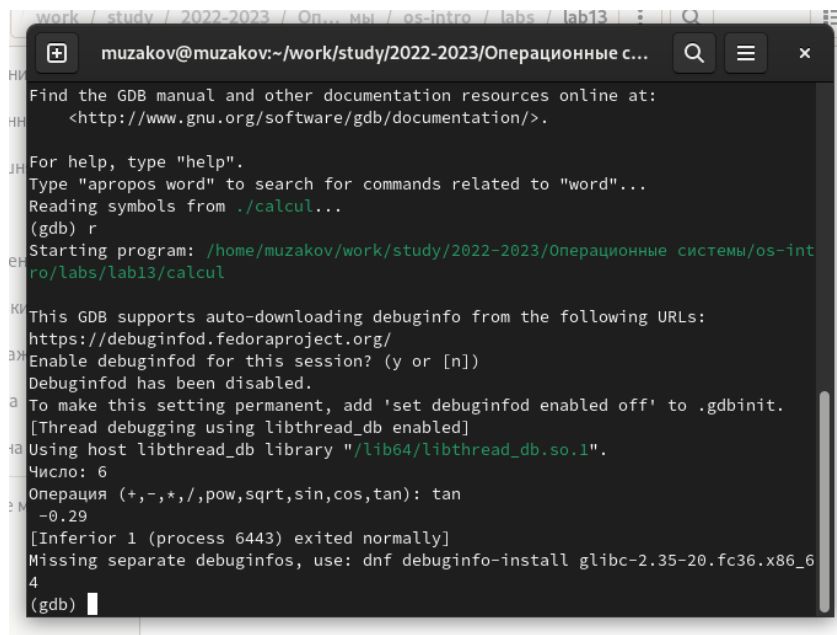 work / study / 2022-2023 / Оп... мы / os-intro / labs / lab13
muzakov@muzakov:~/work/study/2022-2023/Операционные с...
Find the GDB manual and other documentation resources online at:
<http://www.gnu.org/software/gdb/documentation/>.
For help, type "help".
Type "apropos word" to search for commands related to "word"...
Reading symbols from ./calcul...
(gdb) r
Starting program: /home/muzakov/work/study/2022-2023/Операционные системы/os-int
ro/labs/lab13/calcul
This GDB supports auto-downloading debuginfo from the following URLs:
https://debuginfod.fedoraproject.org/
Enable debuginfod for this session? (y or [n])
Debuginfod has been disabled.
To make this setting permanent, add 'set debuginfod enabled off' to .gdbinit.
[Thread debugging using libthread_db enabled]
Using host libthread_db library "/lib64/libthread_db.so.1".
Число: 6
Операция (+,-,*,/,pow,sqrt,sin,cos,tan): tan
-0.29
[Inferior 1 (process 6443) exited normally]
Missing separate debuginfos, use: dnf debuginfo-install glibc-2.35-20.fc36.x86_6
4
(gdb)